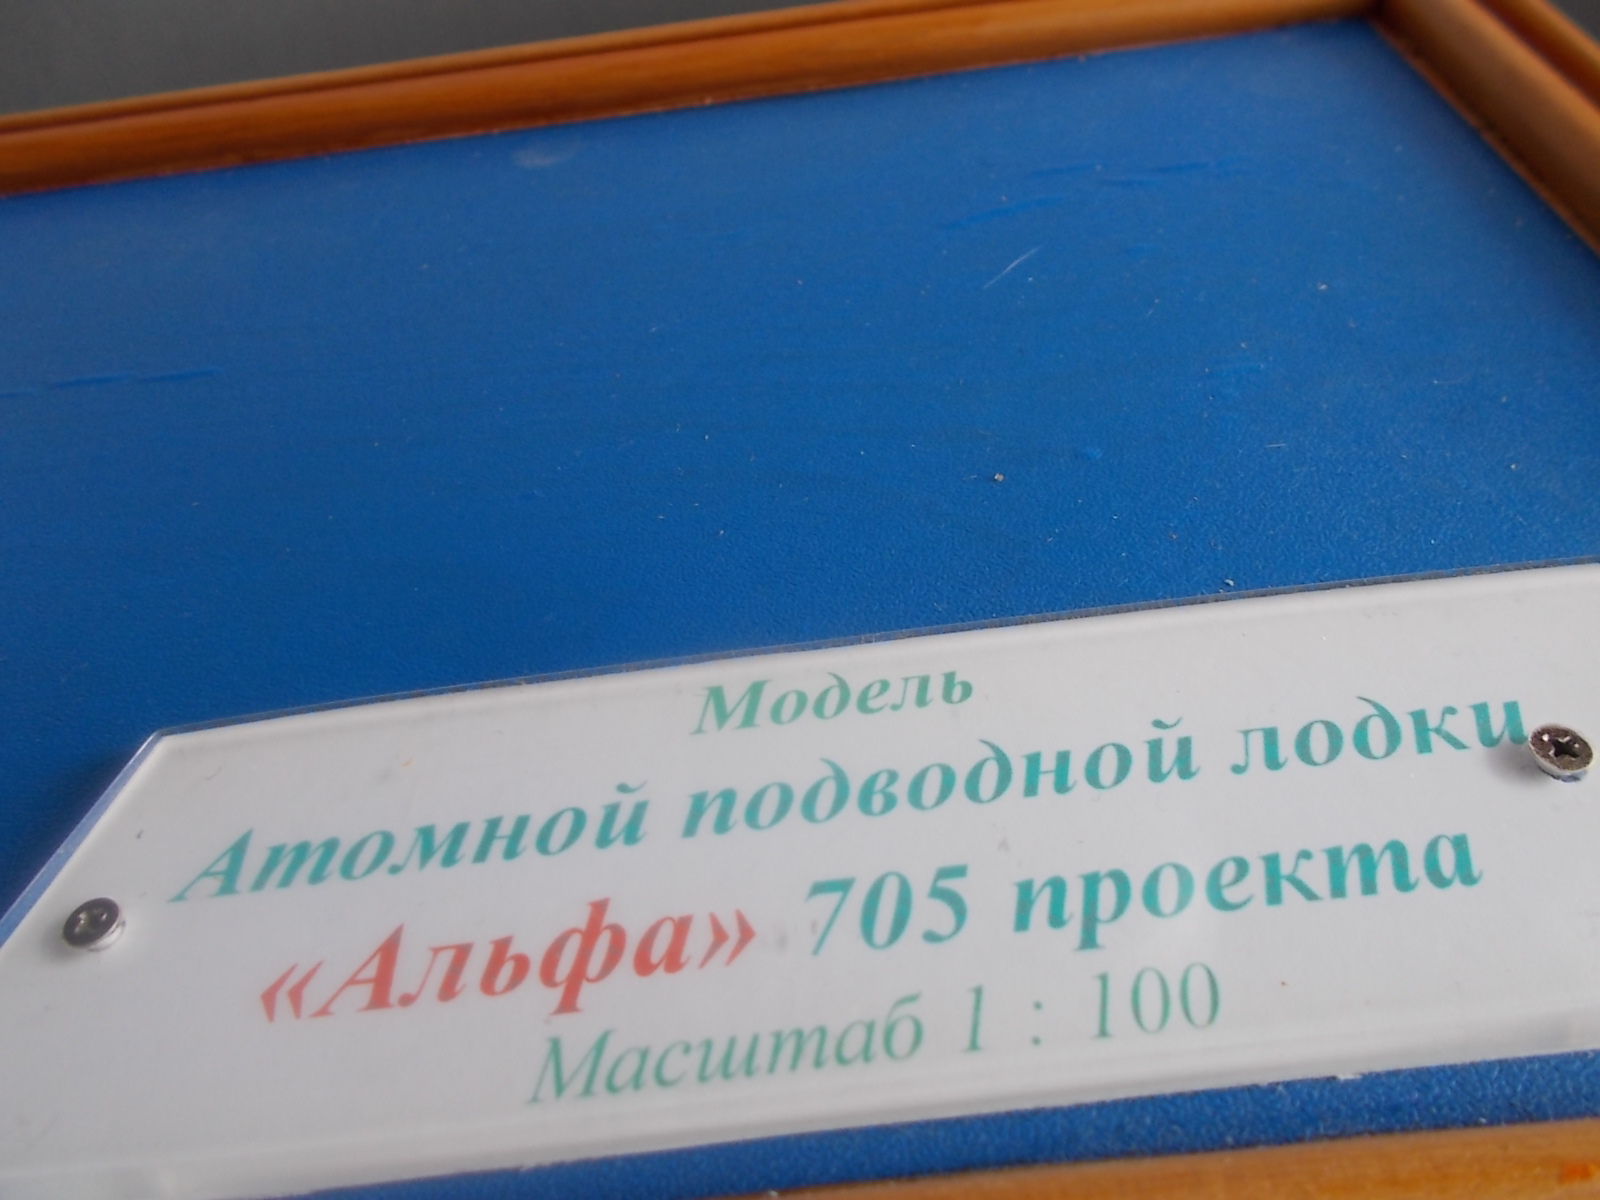 Модель
Атомной подводной лодки
«Альфа» 705 проекта
Масштаб 1 : 100